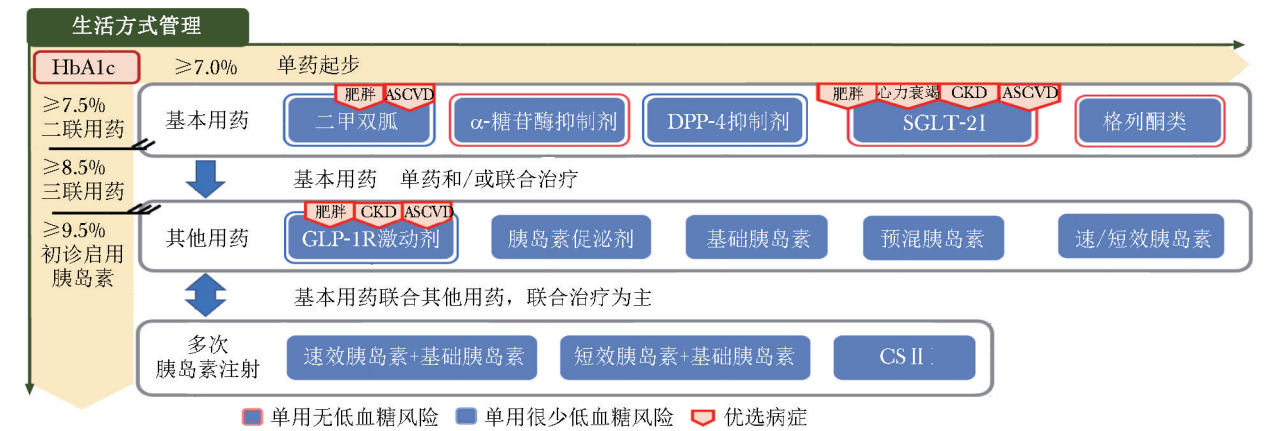 生活方式管理
HbA1c
≥7.0%
单药起步
≥7.5%
二联用药
≥8.5%
三联用药
≥9.5%
初诊启用
胰岛素
基本用药
肥胖
ASCVD
二甲双胍
α-糖苷酶抑制剂
DPP-4抑制剂
肥胖
心力衰竭
CKD
ASCVD
SGLT-2I
格列酮类
基本用药 单药和/或联合治疗
其他用药
肥胖
CKD
ASCVD
GLP-1R激动剂
胰岛素促泌剂
基础胰岛素
预混胰岛素
速/短效胰岛素
基本用药联合其他用药，联合治疗为主
多次
胰岛素注射
速效胰岛素+基础胰岛素
短效胰岛素+基础胰岛素
CSⅡ
单用无低血糖风险
单用很少低血糖风险
优选病症